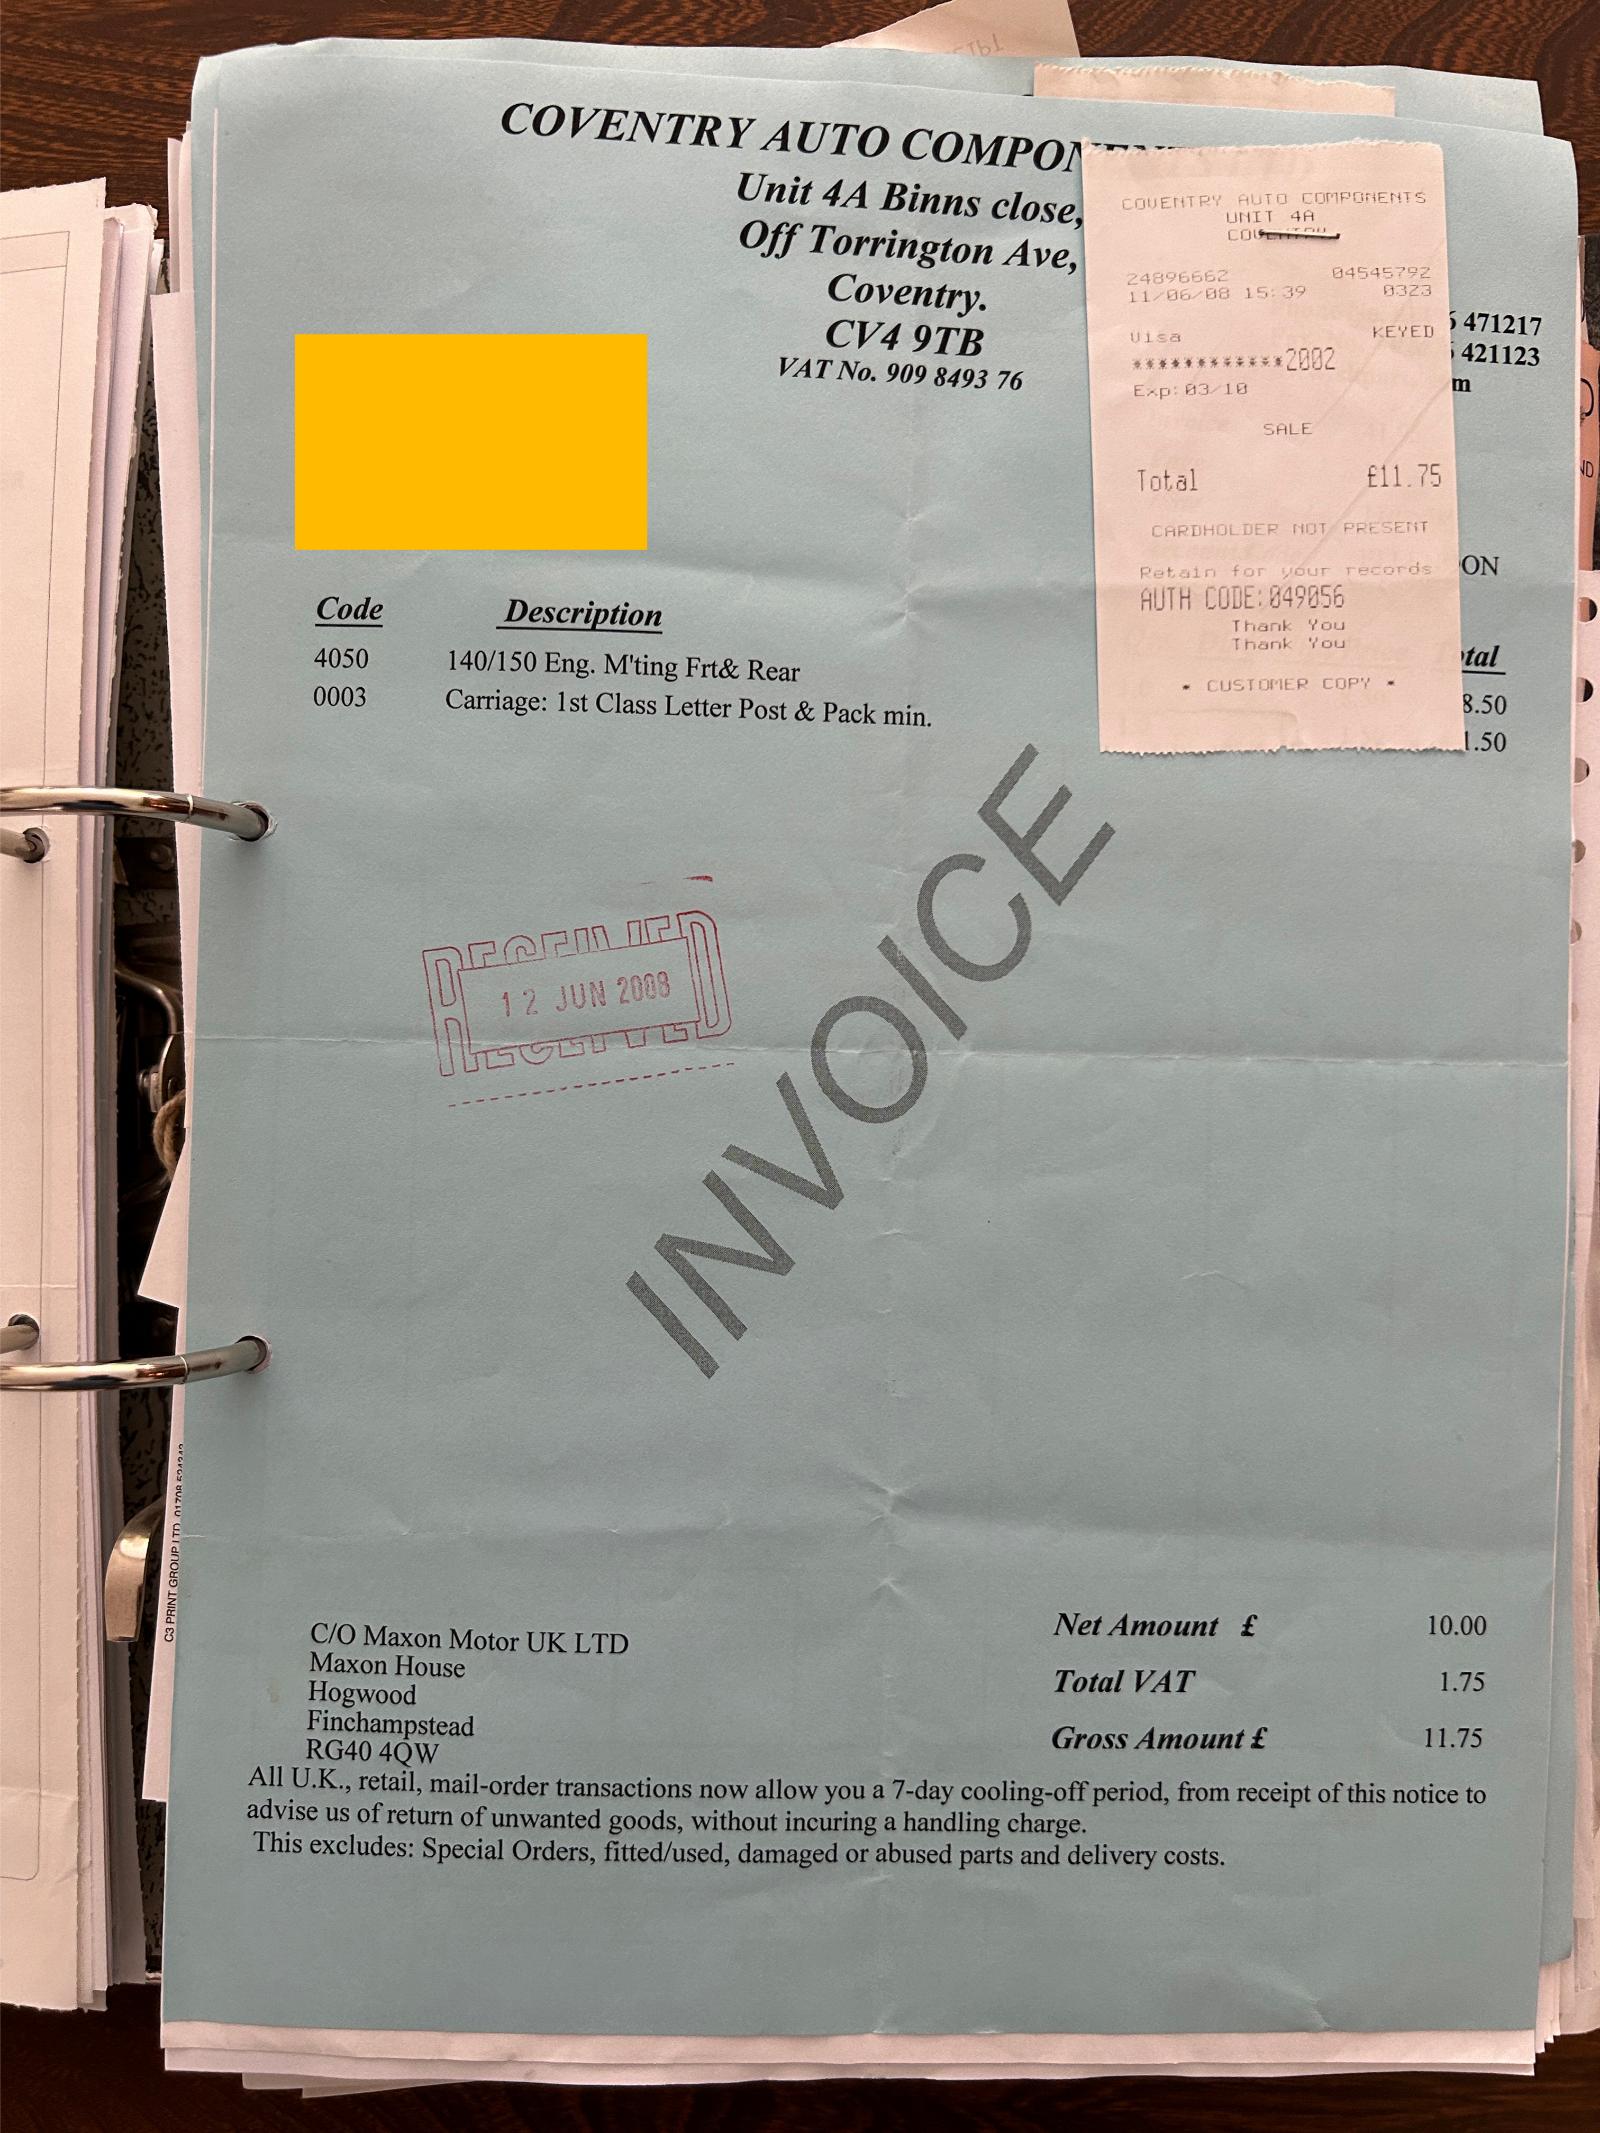 COVENTRY AUTO
Unit 4A Binns close,
Off Torrington Ave,
Coventry.
CV4 9TB
VAT No. 909 8493 76
471217
421123
COVENTRY AUTO COMPONENTS
UNIT 4A
24896662 04545792
11/06/08 15:39 0323
Visa KEYED
************2002
Exp: 03/10
SALE
Total £11.75
CARDHOLDER NOT PRESENT
Retain for your records
AUTH CODE:049056
Thank You
Thank You
* CUSTOMER COPY *
Code Description
4050 140/150 Eng. M'ting Frt& Rear 8.50
0003 Carriage: 1st Class Letter Post & Pack min. 1.50
RECEIVED
12 JUN 2008
RECEIVED
INVOICE
C3 PRINT GROUP LTD
C/O Maxon Motor UK LTD
Maxon House
Hogwood
Finchampstead
RG40 4QW
Net Amount £ 10.00
Total VAT 1.75
Gross Amount £ 11.75
All U.K., retail, mail-order transactions now allow you a 7-day cooling-off period, from receipt of this notice to
advise us of return of unwanted goods, without incuring a handling charge.
This excludes: Special Orders, fitted/used, damaged or abused parts and delivery costs.